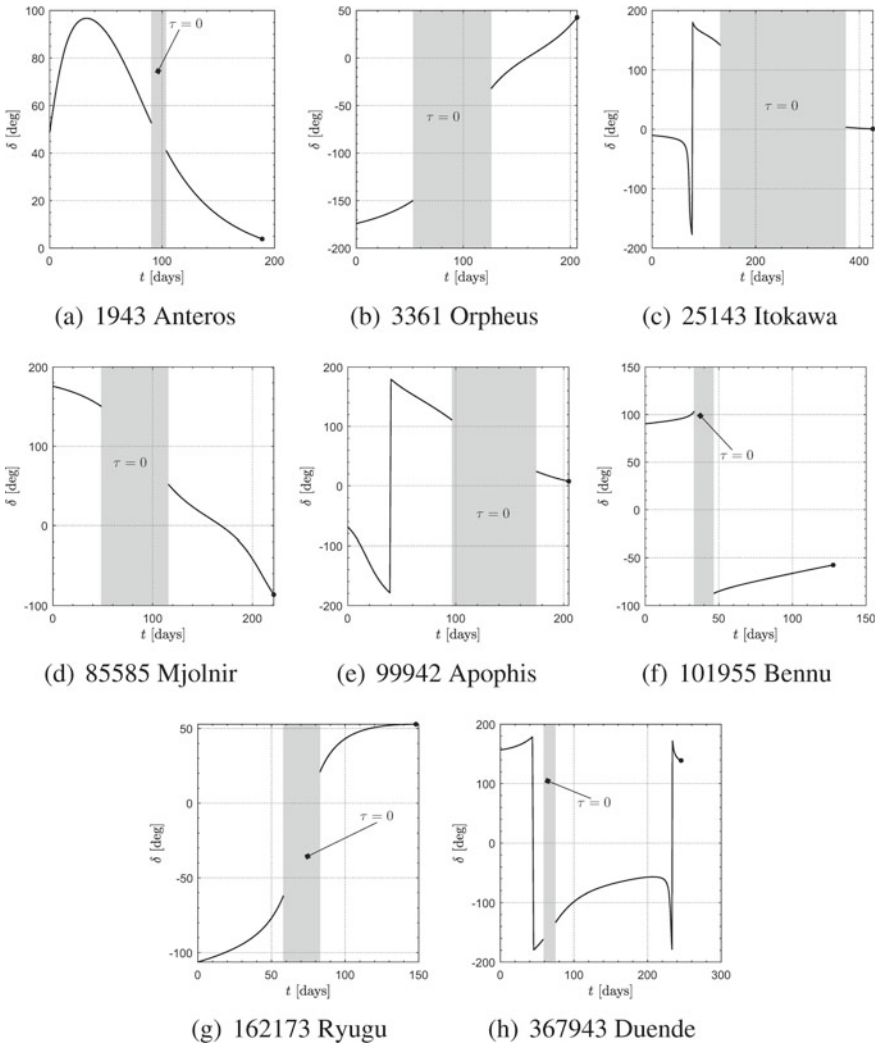 100
80
60
40
20
0
δ [deg]
τ = 0
0
100
200
t [days]
(a) 1943 Anteros
50
0
-50
-100
-150
-200
δ [deg]
τ = 0
0
100
200
t [days]
(b) 3361 Orpheus
200
100
0
-100
-200
δ [deg]
τ = 0
0
100
200
300
400
t [days]
(c) 25143 Itokawa
200
100
0
-100
δ [deg]
τ = 0
0
100
200
t [days]
(d) 85585 Mjolnir
200
100
0
-100
-200
δ [deg]
τ = 0
0
100
200
t [days]
(e) 99942 Apophis
150
100
50
0
-50
-100
δ [deg]
τ = 0
0
50
100
150
t [days]
(f) 101955 Bennu
50
0
-50
-100
δ [deg]
τ = 0
0
50
100
150
t [days]
(g) 162173 Ryugu
200
100
0
-100
-200
δ [deg]
τ = 0
0
100
200
300
t [days]
(h) 367943 Duende